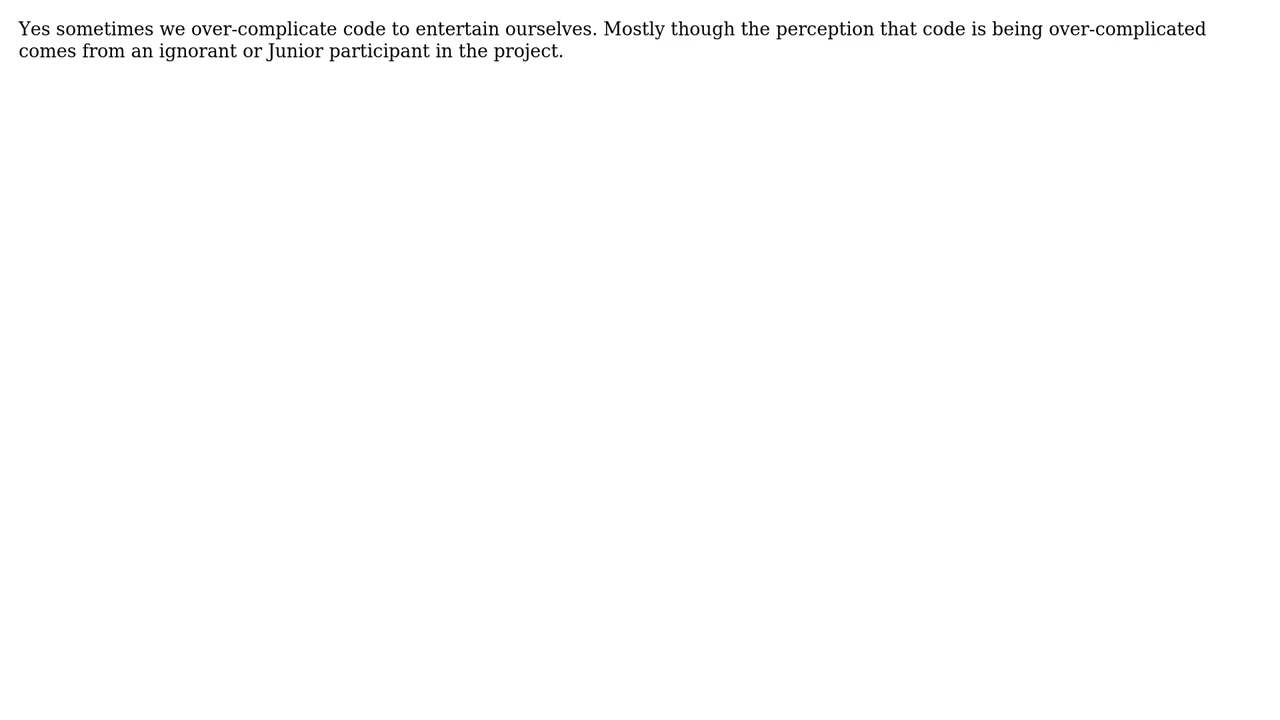 Yes sometimes we over-complicate code to entertain ourselves. Mostly though the perception that code is being over-complicated
comes from an ignorant or Junior participant in the project.